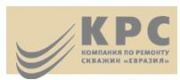 КРС
КОМПАНИЯ ПО РЕМОНТУ
СКВАЖИН «ЕВРАЗИЯ»